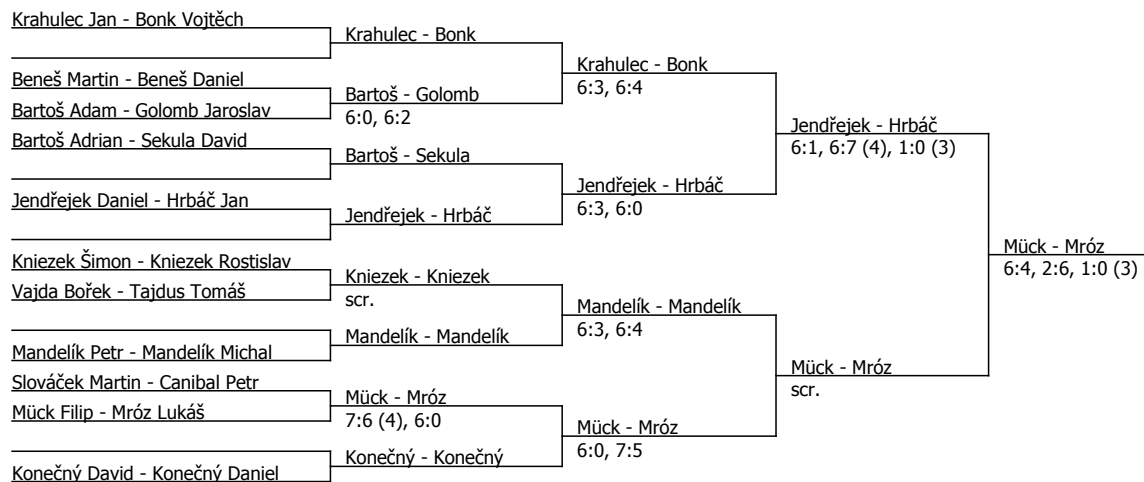 Krahulec Jan - Bonk Vojtěch
Beneš Martin - Beneš Daniel
Bartoš Adam - Golomb Jaroslav
Bartoš Adrian - Sekula David
Jendřejek Daniel - Hrbáč Jan
Kniezek Šimon - Kniezek Rostislav
Vajda Bořek - Tajdus Tomáš
Mandelík Petr - Mandelík Michal
Slováček Martin - Canibal Petr
Mück Filip - Mróz Lukáš
Konečný David - Konečný Daniel
Krahulec - Bonk
Bartoš - Golomb
6:0, 6:2
Bartoš - Sekula
Jendřejek - Hrbáč
Kniezek - Kniezek
scr.
Mandelík - Mandelík
Mück - Mróz
7:6 (4), 6:0
Konečný - Konečný
Krahulec - Bonk
6:3, 6:4
Jendřejek - Hrbáč
6:3, 6:0
Mandelík - Mandelík
6:3, 6:4
Mück - Mróz
6:0, 7:5
Jendřejek - Hrbáč
6:1, 6:7 (4), 1:0 (3)
Mück - Mróz
scr.
Mück - Mróz
6:4, 2:6, 1:0 (3)